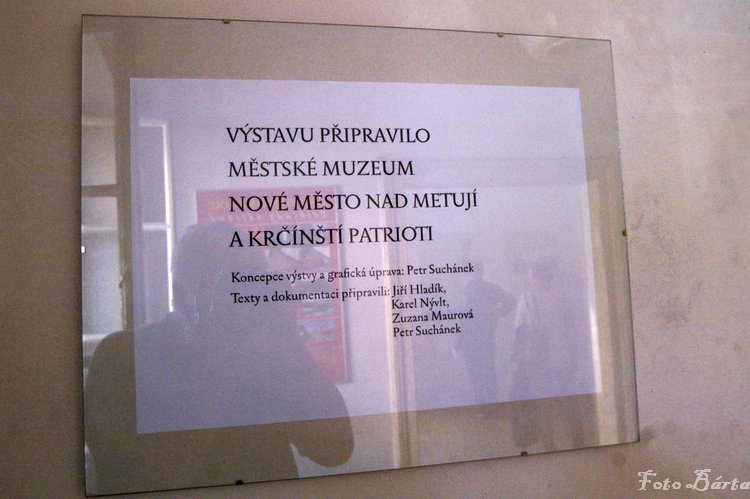 VÝSTAVU PŘIPRAVILO
MĚSTSKÉ MUZEUM
NOVÉ MĚSTO NAD METUJÍ
A KRČÍNŠTÍ PATRIOTI
Koncepce výstvy a grafická úprava: Petr Suchánek
Texty a dokumentaci připravili: Jiří Hladík,
Karel Nývlt,
Zuzana Maurová
Petr Suchánek
Foto Bárta